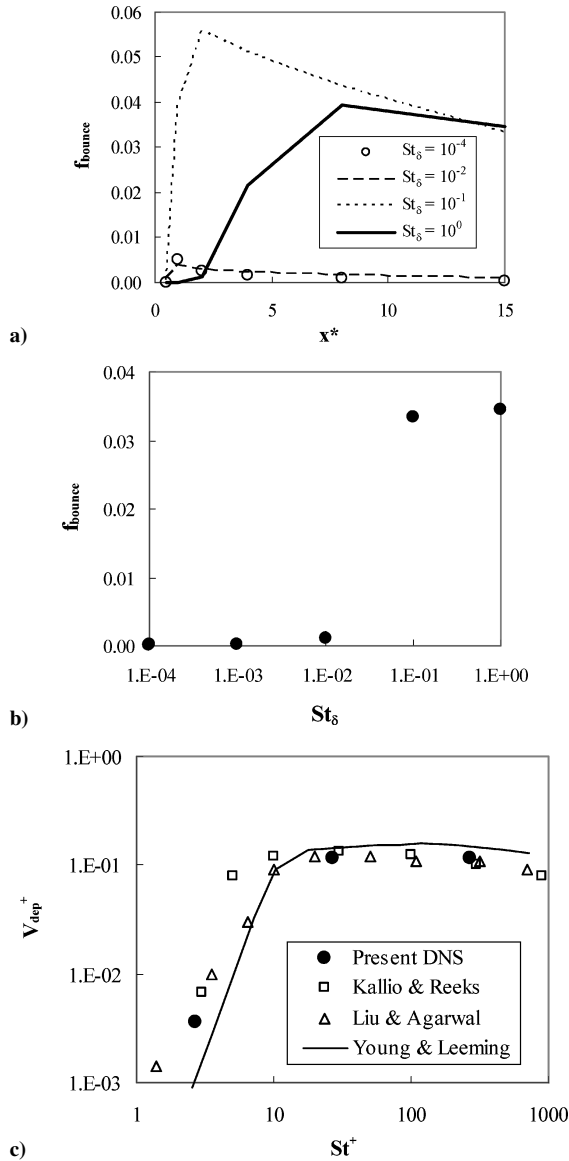 0.06
0.05
0.04
0.03
0.02
0.01
0.00
f_bounce
St_δ = 10^-4
St_δ = 10^-2
St_δ = 10^-1
St_δ = 10^0
0 5 10 15
x*
a)
0.04
0.03
0.02
0.01
0.00
f_bounce
1.E-04 1.E-03 1.E-02 1.E-01 1.E+00
St_δ
b)
1.E+00
1.E-01
1.E-02
1.E-03
V_dep^+
Present DNS
Kallio & Reeks
Liu & Agarwal
Young & Leeming
1 10 100 1000
St^+
c)